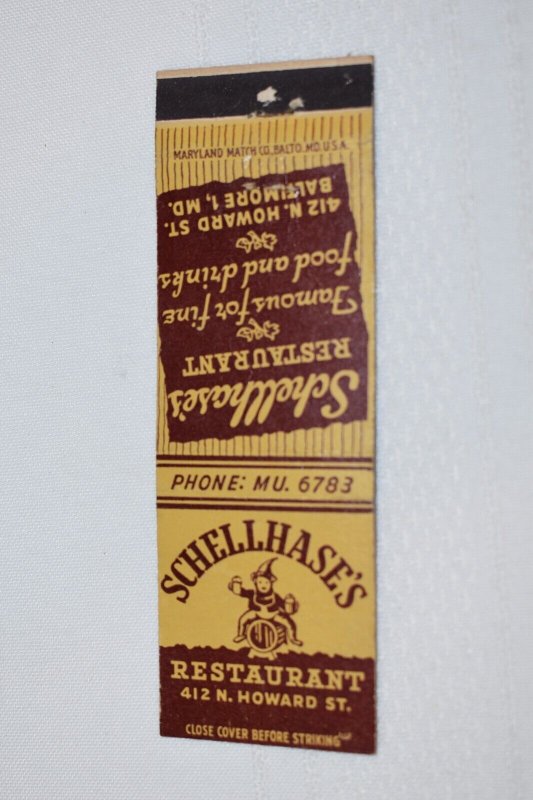 MARYLAND MATCH CO., BALTO. MD. U.S.A.
Schellhase's
RESTAURANT
Famous for fine
food and drinks
412 N. HOWARD ST.
BALTIMORE 1, MD.
PHONE: MU. 6783
SCHELLHASE'S
RESTAURANT
412 N. HOWARD ST.
CLOSE COVER BEFORE STRIKING